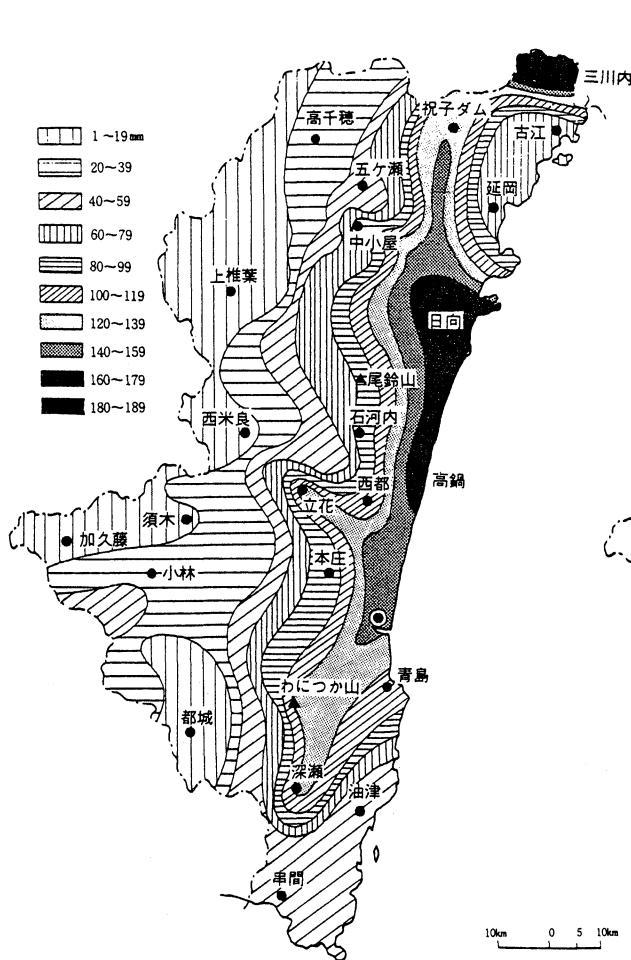 三川内
祝子ダム
高千穂
古江
1～19mm
20～39
40～59
60～79
80～99
100～119
120～139
140～159
160～179
180～189
五ケ瀬
延岡
中小屋
上椎葉
日向
尾鈴山
西米良
石河内
高鍋
西都
立花
須木
加久藤
本庄
小林
わにつか山
青島
都城
深瀬
油津
串間
10km 0 5 10km